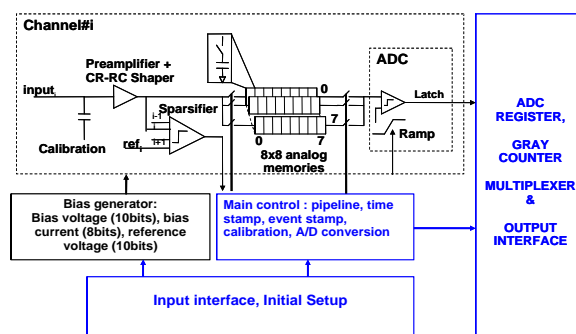 Channel#i
Preamplifier +
CR-RC Shaper
input
Calibration
Sparsifier
i-1
i+1
ref
0
7
0 7
8x8 analog
memories
ADC
Latch
Ramp
ADC
REGISTER,
GRAY
COUNTER
MULTIPLEXER
&
OUTPUT
INTERFACE
Bias generator:
Bias voltage (10bits), bias
current (8bits), reference
voltage (10bits)
Main control : pipeline, time
stamp, event stamp,
calibration, A/D conversion
Input interface, Initial Setup